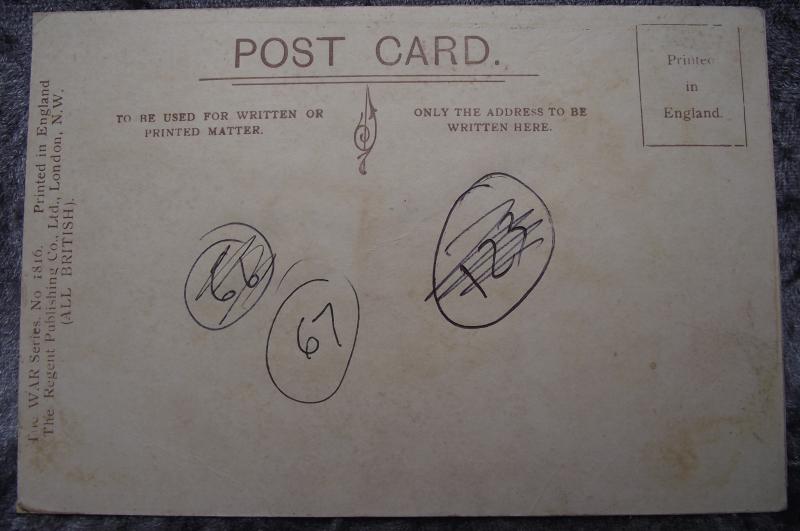 POST CARD.
TO BE USED FOR WRITTEN OR
PRINTED MATTER.
ONLY THE ADDRESS TO BE
WRITTEN HERE.
Printed
in
England.
The WAR Series. No 1816. Printed in England
The Regent Publishing Co., Ltd., London, N.W.
(ALL BRITISH).
66
67
123